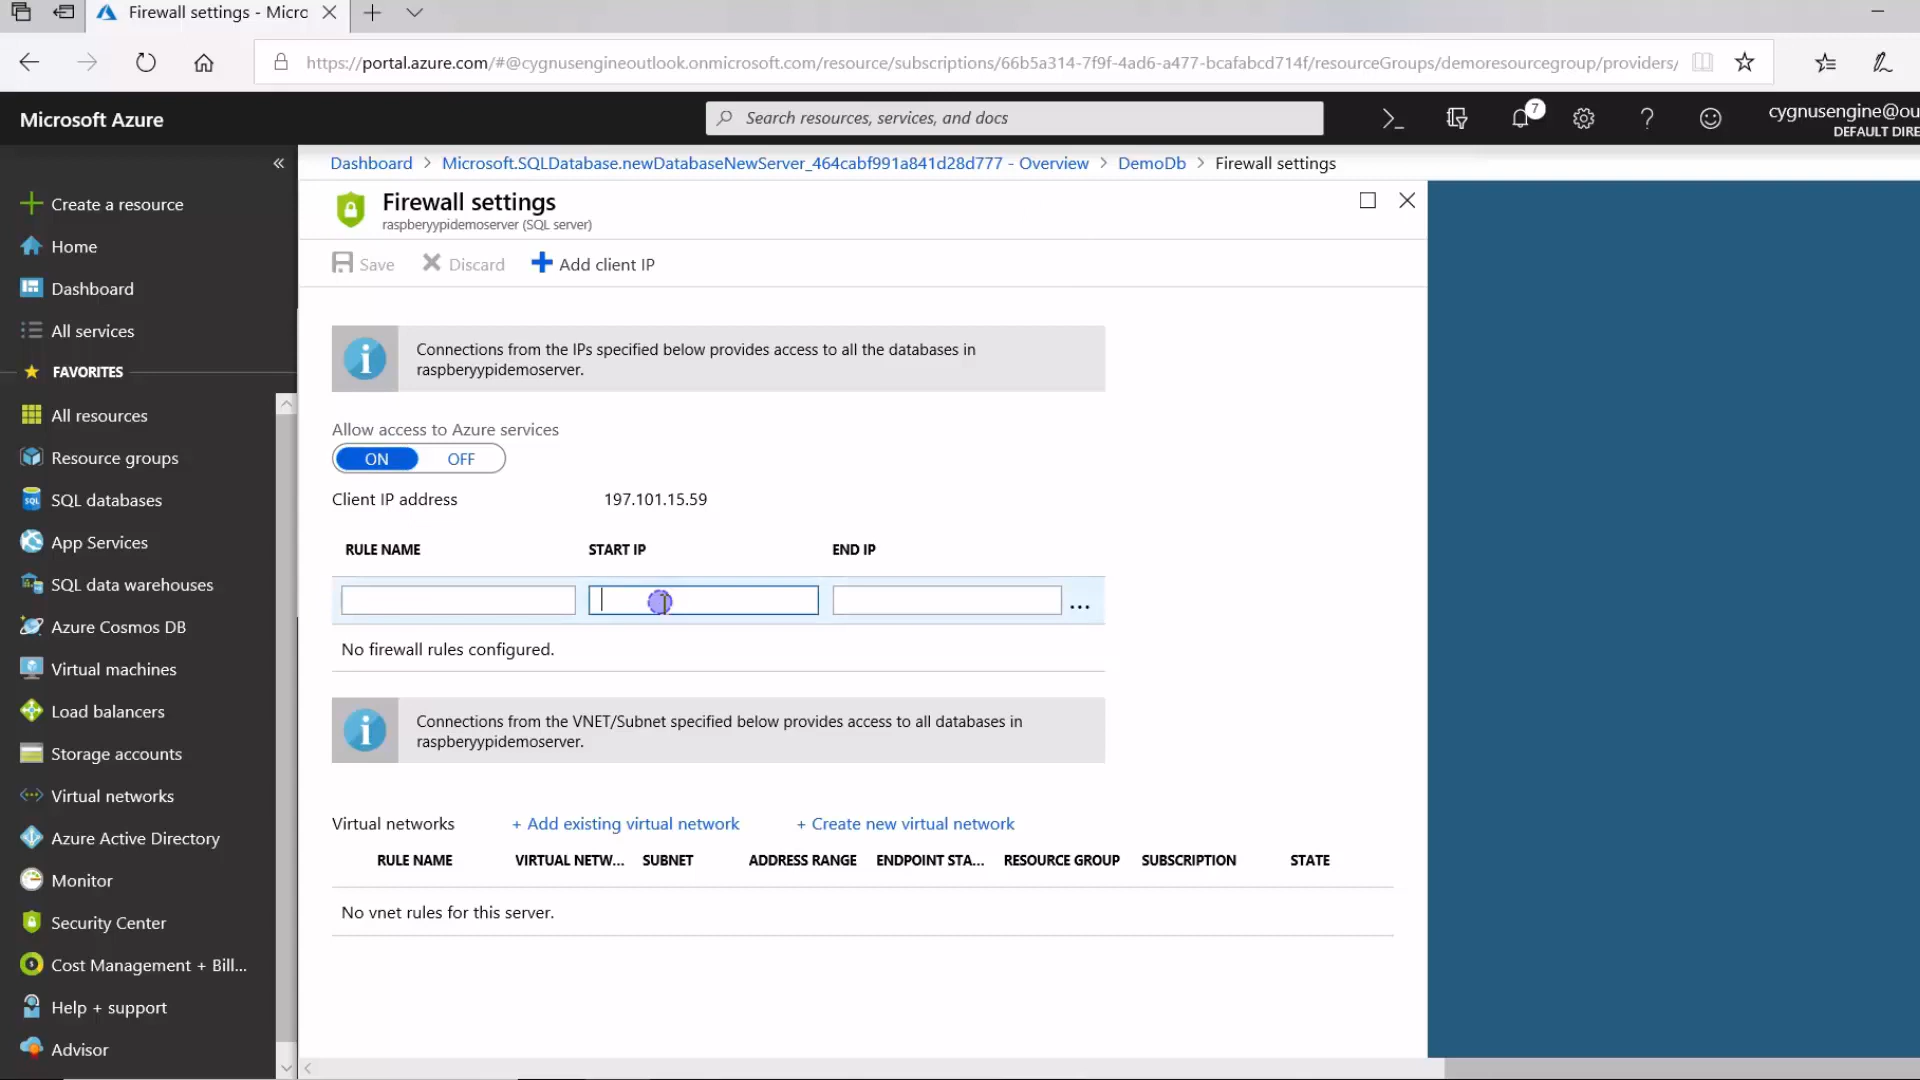 Firewall settings - Micro
https://portal.azure.com/#@cygnusengineoutlook.onmicrosoft.com/resource/subscriptions/66b5a314-7f9f-4ad6-a477-bcafabcd714f/resourceGroups/demoresourcegroup/providers/
Microsoft Azure
Search resources, services, and docs
>_
7
?
cygnusengine@ou
DEFAULT DIRE
«
Dashboard > Microsoft.SQLDatabase.newDatabaseNewServer_464cabf991a841d28d777 - Overview > DemoDb > Firewall settings
Create a resource
Home
Dashboard
All services
FAVORITES
All resources
Resource groups
SQL databases
App Services
SQL data warehouses
Azure Cosmos DB
Virtual machines
Load balancers
Storage accounts
Virtual networks
Azure Active Directory
Monitor
Security Center
Cost Management + Bill...
Help + support
Advisor
Firewall settings
raspberyypidemoserver (SQL server)
Save Discard Add client IP
Connections from the IPs specified below provides access to all the databases in
raspberyypidemoserver.
Allow access to Azure services
ON OFF
Client IP address 197.101.15.59
RULE NAME START IP END IP
...
No firewall rules configured.
Connections from the VNET/Subnet specified below provides access to all databases in
raspberyypidemoserver.
Virtual networks + Add existing virtual network + Create new virtual network
RULE NAME VIRTUAL NETW... SUBNET ADDRESS RANGE ENDPOINT STA... RESOURCE GROUP SUBSCRIPTION STATE
No vnet rules for this server.